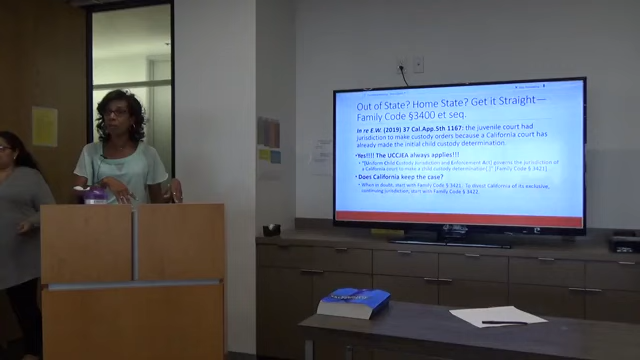 Out of State? Home State? Get it Straight—
Family Code §3400 et seq.
In re E.W. (2019) 37 Cal.App.5th 1167: the juvenile court had
jurisdiction to make custody orders because a California court has
already made the initial child custody determination.
•Yes!!!! The UCCJEA always applies!!!
"[Uniform Child Custody Jurisdiction and Enforcement Act] governs the jurisdiction of
a California court to make a child custody determination[.]" [Family Code § 3421]
•Does California keep the case?
When in doubt, start with Family Code § 3421. To divest California of its exclusive,
continuing jurisdiction, start with Family Code § 3422.